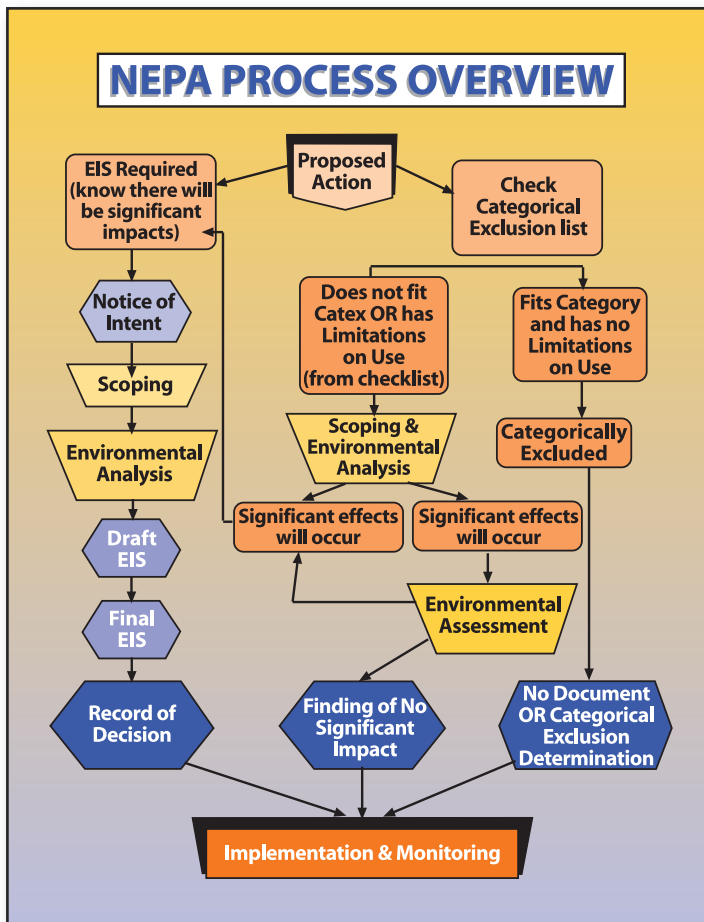 NEPA PROCESS OVERVIEW
Proposed
Action
EIS Required
(know there will
be significant
impacts)
Check
Categorical
Exclusion list
Notice of
Intent
Does not fit
Catex OR has
Limitations
on Use
(from checklist)
Fits Category
and has no
Limitations
on Use
Scoping
Scoping &
Environmental
Analysis
Categorically
Excluded
Environmental
Analysis
Significant effects
will occur
Significant effects
will occur
Draft
EIS
Environmental
Assessment
Final
EIS
Record of
Decision
Finding of No
Significant
Impact
No Document
OR Categorical
Exclusion
Determination
Implementation & Monitoring